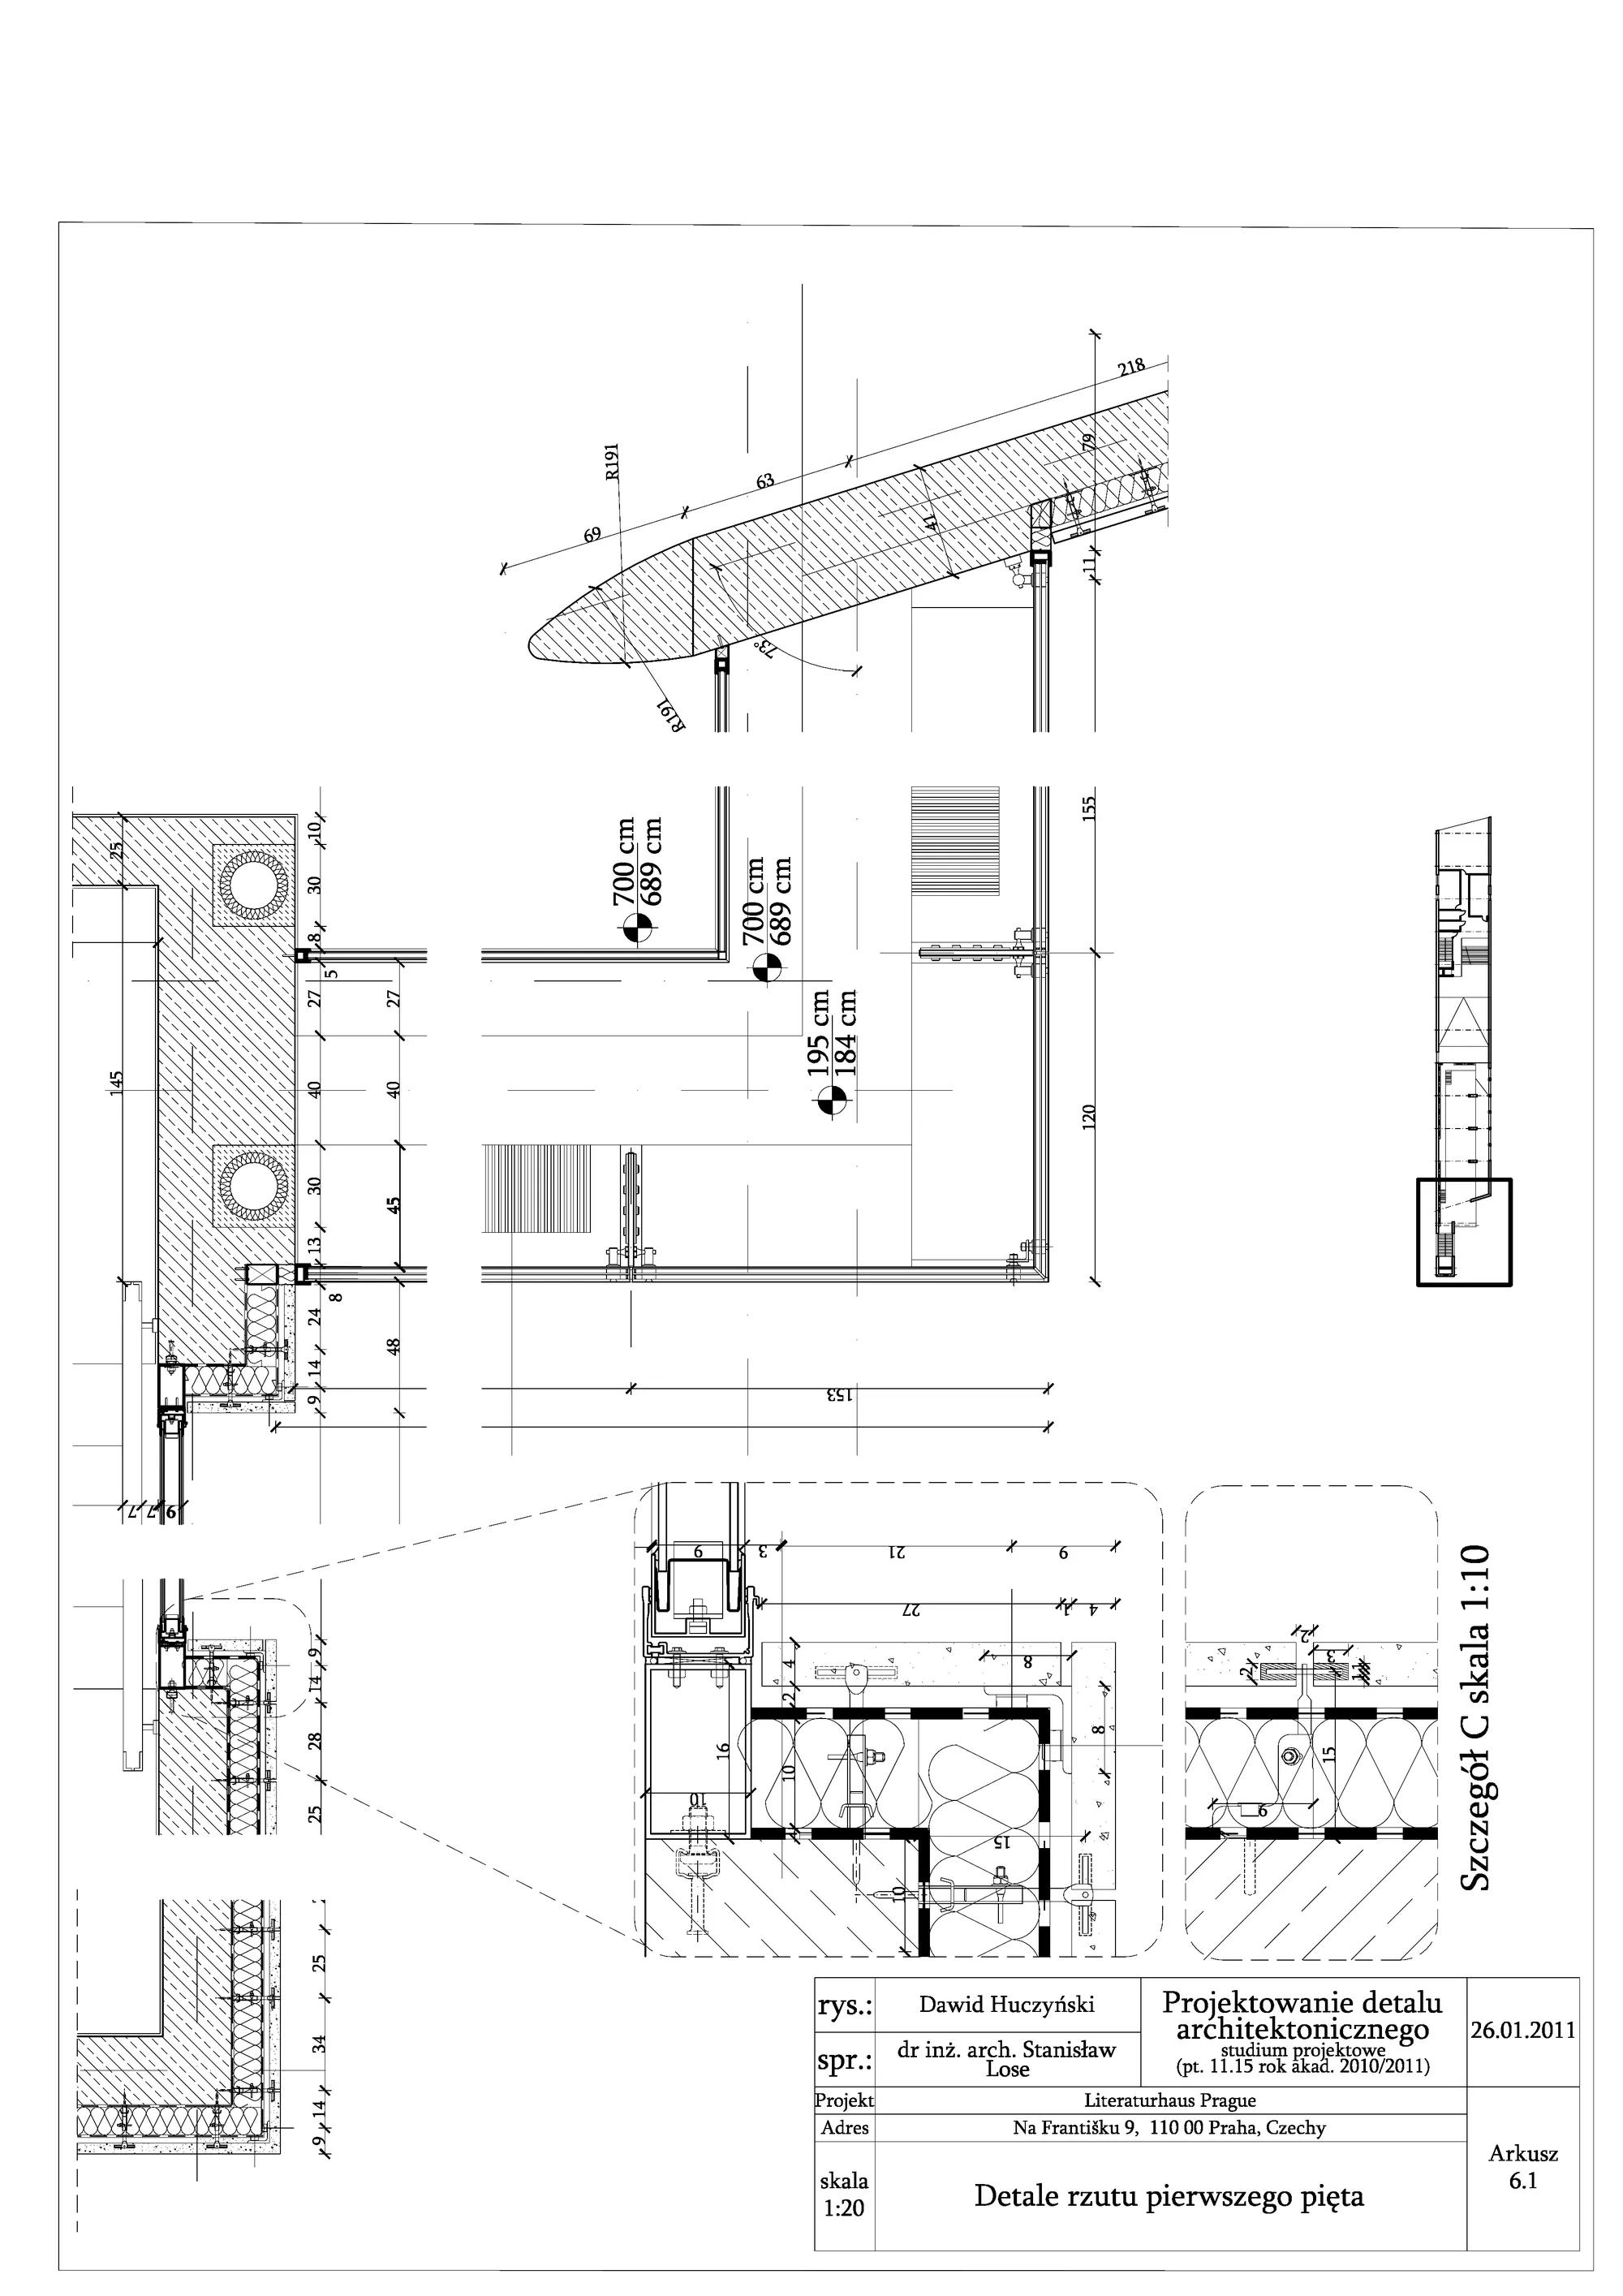 218
79
R191
63
69
41
11
73°
R191
155
10
25
30
8
5
27
27
700 cm
689 cm
700 cm
689 cm
195 cm
184 cm
145
40
40
120
30
45
13
8
24
48
14
9
153
7
7
9
9
14
28
25
25
34
14
9
9
3
21
9
27
1
4
4
8
2
16
10
10
8
15
10
2
3
2
15
9
Szczegół C skala 1:10
rys.:
Dawid Huczyński
spr.:
dr inż. arch. Stanisław
Lose
Projektowanie detalu
architektonicznego
studium projektowe
(pt. 11.15 rok akad. 2010/2011)
26.01.2011
Projekt
Literaturhaus Prague
Adres
Na Františku 9, 110 00 Praha, Czechy
skala
1:20
Detale rzutu pierwszego pięta
Arkusz
6.1